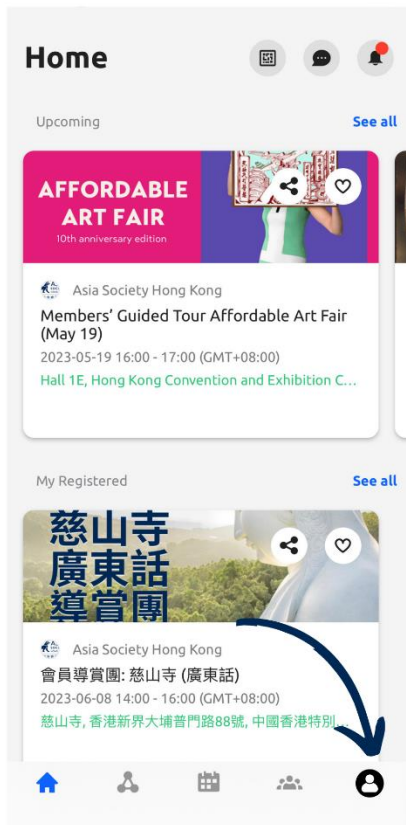 Home
Upcoming
See all
AFFORDABLE
ART FAIR
10th anniversary edition
Asia Society Hong Kong
Members' Guided Tour Affordable Art Fair
(May 19)
2023-05-19 16:00 - 17:00 (GMT+08:00)
Hall 1E, Hong Kong Convention and Exhibition C...
My Registered
See all
慈山寺
廣東話
導賞團
Asia Society Hong Kong
會員導賞團: 慈山寺 (廣東話)
2023-06-08 14:00 - 16:00 (GMT+08:00)
慈山寺, 香港新界大埔普門路88號, 中國香港特別...